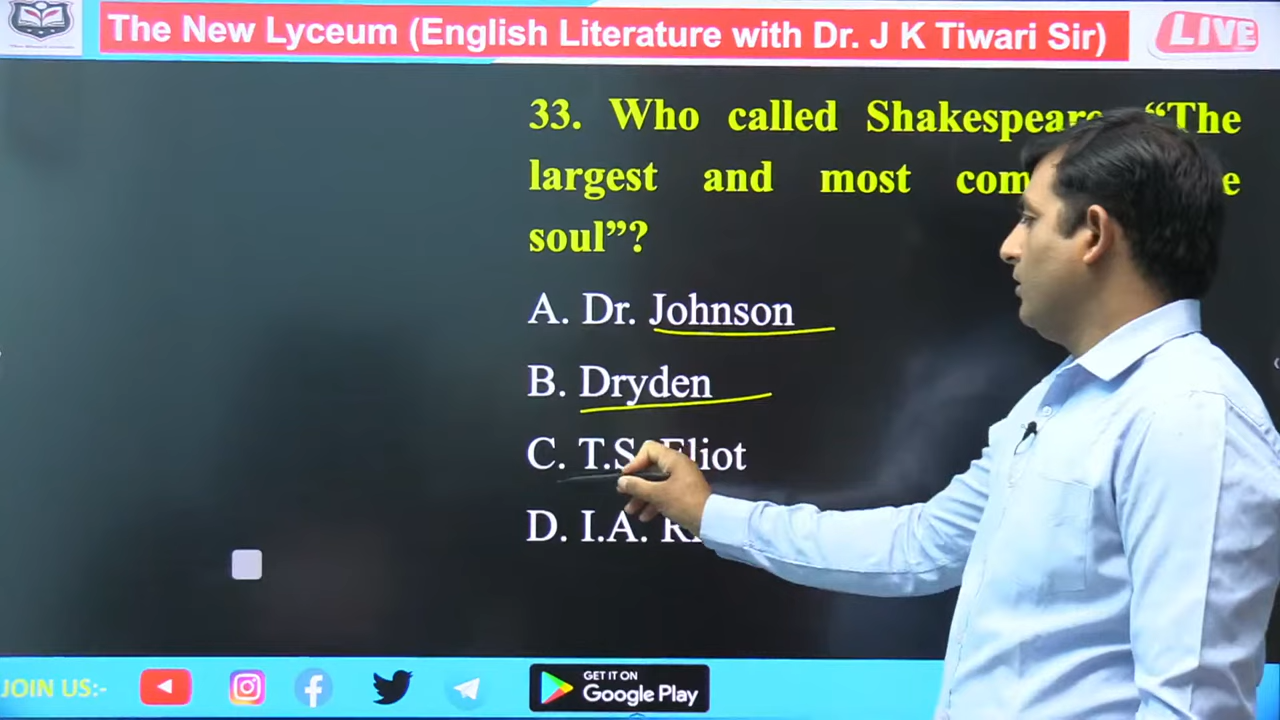 The New Lyceum (English Literature with Dr. J K Tiwari Sir)
LIVE
33. Who called Shakespeare "The
largest and most
soul"?
A. Dr. Johnson
B. Dryden
C. T.S. Eliot
D. I.A.
JOIN US:-
GET IT ON
Google Play